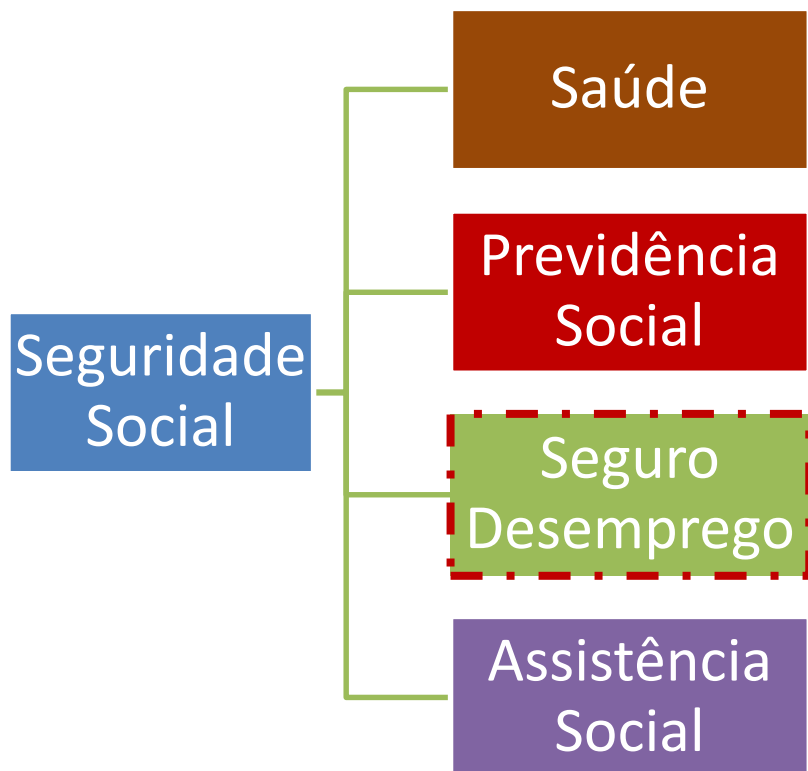 Saúde
Previdência
Social
Seguridade
Social
Seguro
Desemprego
Assistência
Social